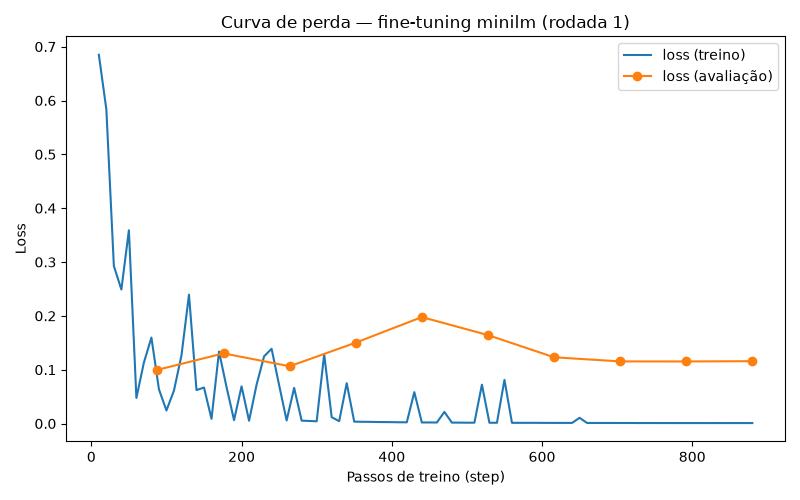 Curva de perda — fine-tuning minilm (rodada 1)
loss (treino)
loss (avaliação)
Loss
0.7
0.6
0.5
0.4
0.3
0.2
0.1
0.0
0 200 400 600 800
Passos de treino (step)